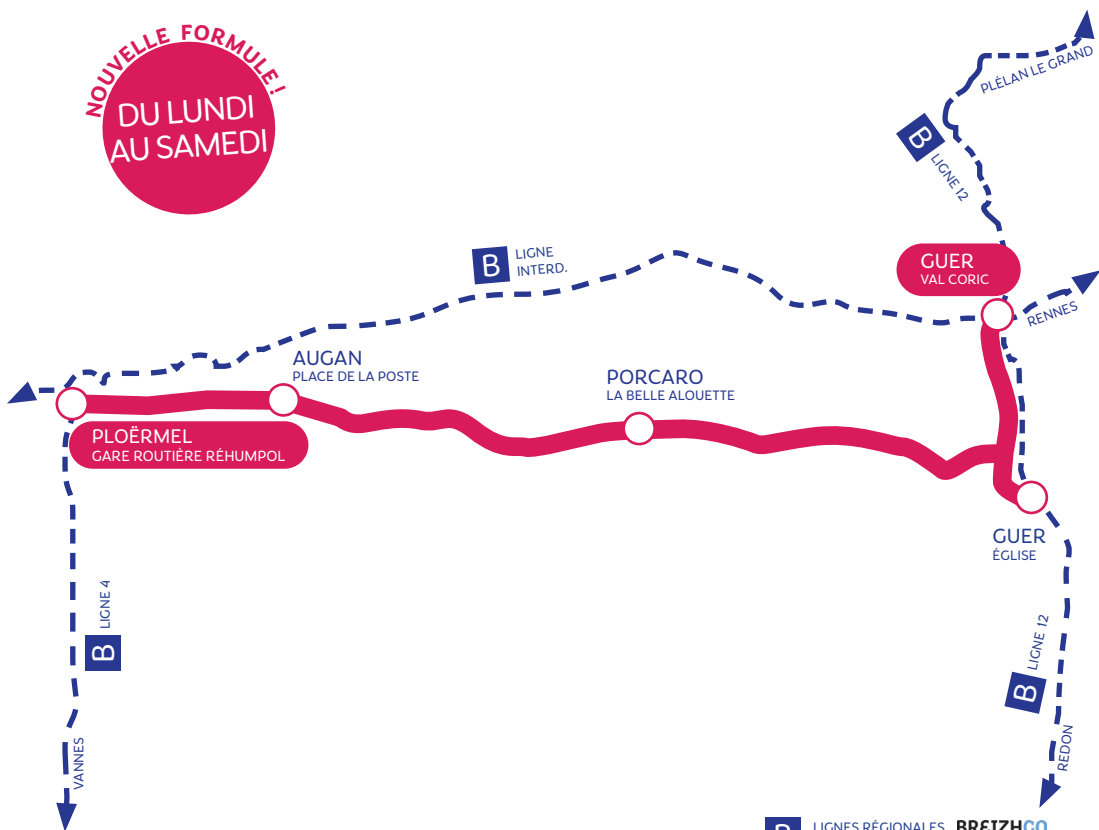 NOUVELLE FORMULE !
DU LUNDI
AU SAMEDI
PLÉLAN LE GRAND
B
LIGNE 12
B
LIGNE
INTERD.
GUER
VAL CORIC
RENNES
AUGAN
PLACE DE LA POSTE
PORCARO
LA BELLE ALOUETTE
PLOËRMEL
GARE ROUTIÈRE RÉHUMPOL
GUER
ÉGLISE
B
LIGNE 4
VANNES
B
LIGNE 12
REDON
B
LIGNES RÉGIONALES
BREIZHGO